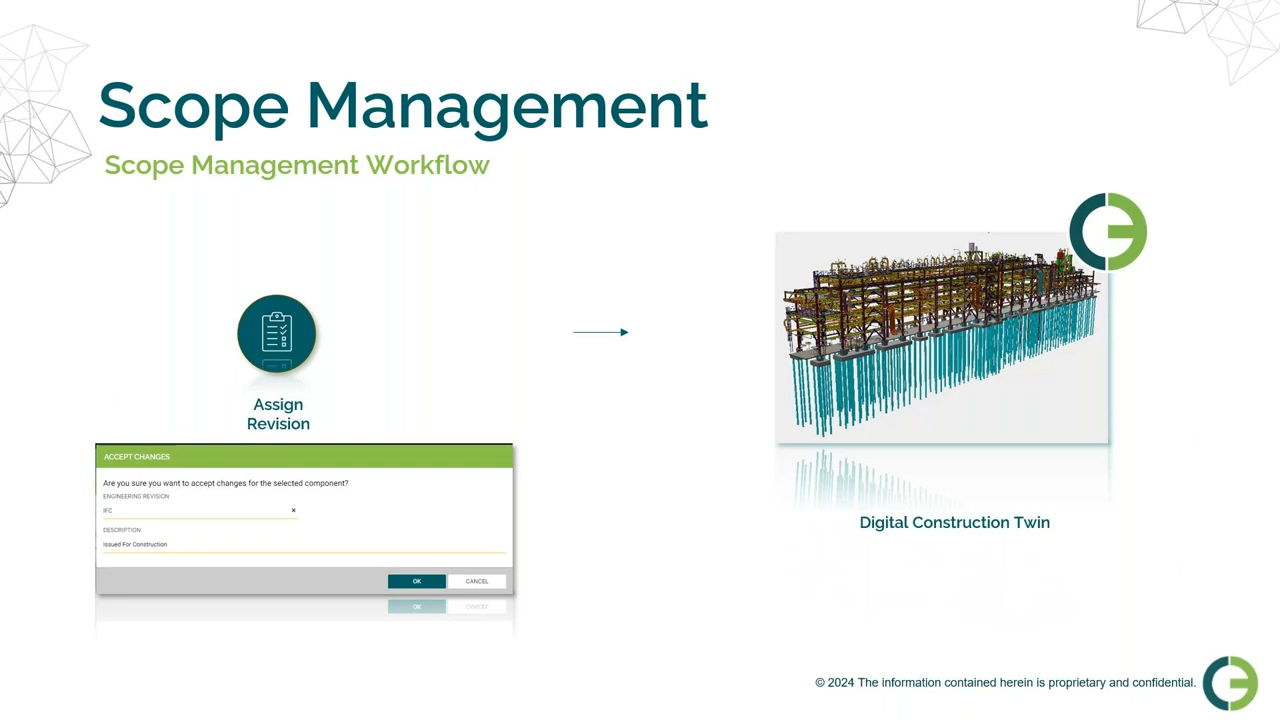 Scope Management
Scope Management Workflow
Assign
Revision
ACCEPT CHANGES
Are you sure you want to accept changes for the selected component?
ENGINEERING REVISION
IFC ×
DESCRIPTION
Issued For Construction
OK CANCEL
OK CANCEL
Digital Construction Twin
© 2024 The information contained herein is proprietary and confidential.